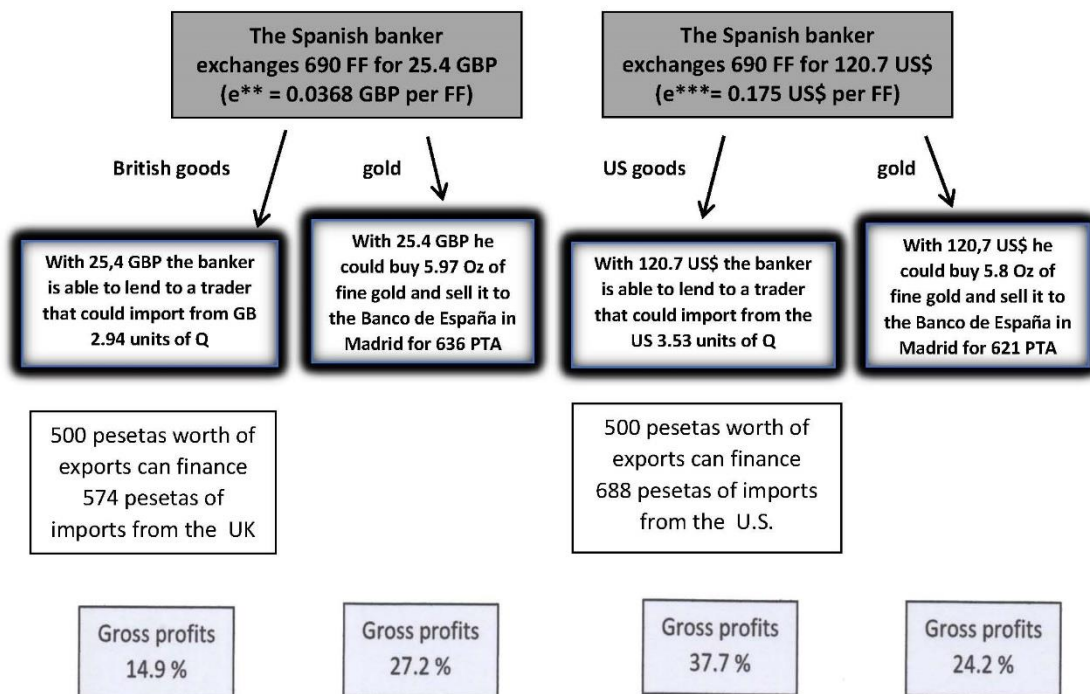 The Spanish banker
exchanges 690 FF for 25.4 GBP
(e** = 0.0368 GBP per FF)
The Spanish banker
exchanges 690 FF for 120.7 US$
(e***= 0.175 US$ per FF)
British goods
gold
US goods
gold
With 25,4 GBP the banker
is able to lend to a trader
that could import from GB
2.94 units of Q
With 25.4 GBP he
could buy 5.97 Oz of
fine gold and sell it to
the Banco de España in
Madrid for 636 PTA
With 120.7 US$ the banker
is able to lend to a trader
that could import from the
US 3.53 units of Q
With 120,7 US$ he
could buy 5.8 Oz of
fine gold and sell it to
the Banco de España in
Madrid for 621 PTA
500 pesetas worth of
exports can finance
574 pesetas of
imports from the UK
500 pesetas worth of
exports can finance
688 pesetas of imports
from the U.S.
Gross profits
14.9 %
Gross profits
27.2 %
Gross profits
37.7 %
Gross profits
24.2 %